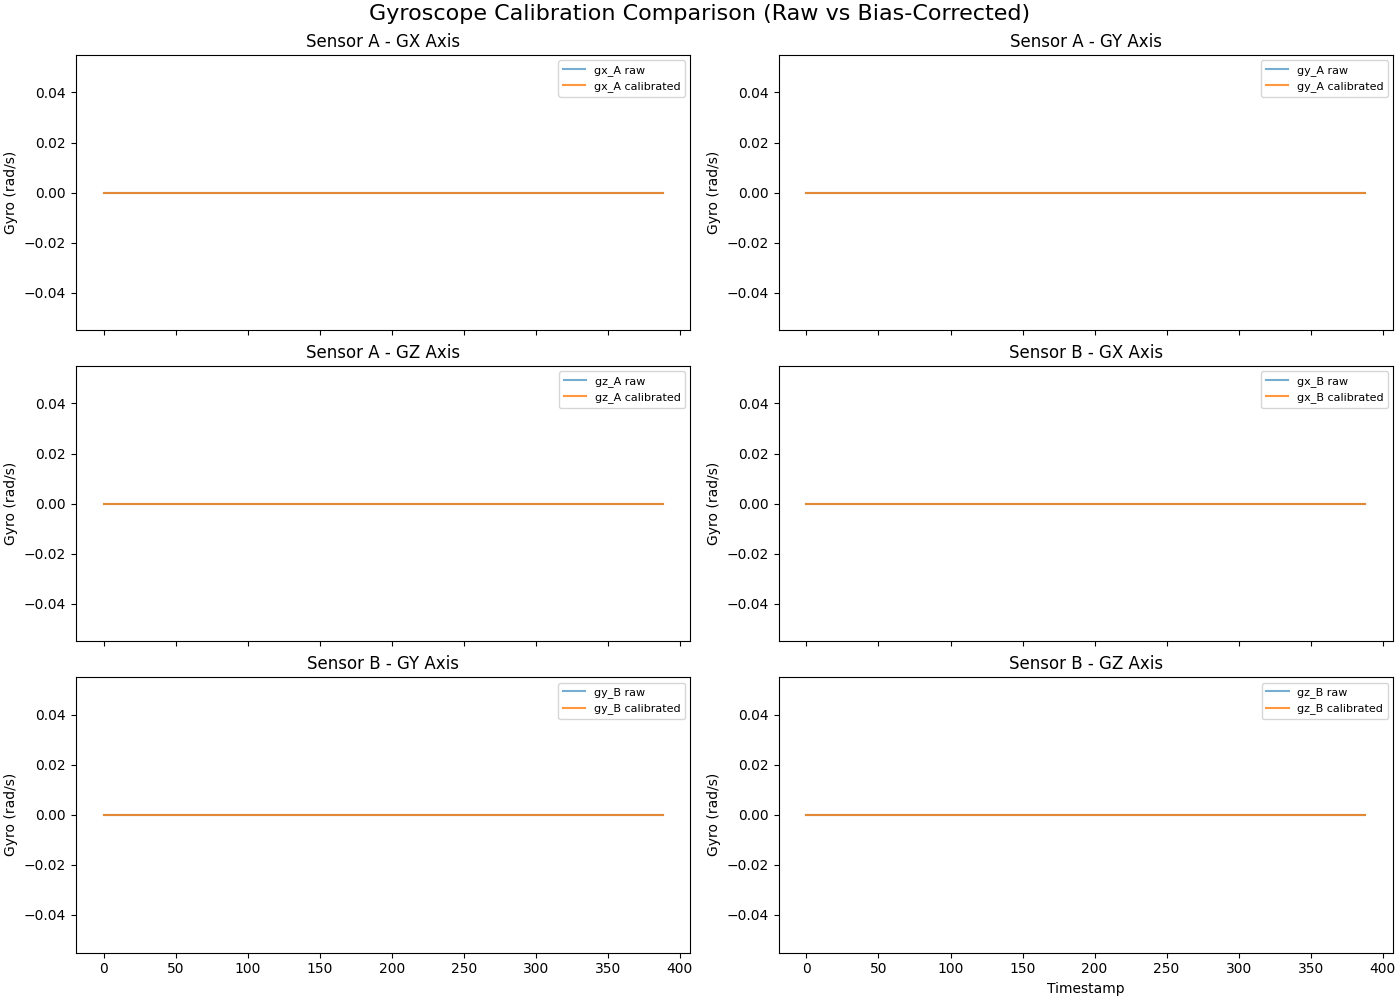 Gyroscope Calibration Comparison (Raw vs Bias-Corrected)
Sensor A - GX Axis
gx_A raw
gx_A calibrated
Gyro (rad/s)
0.04
0.02
0.00
−0.02
−0.04
Sensor A - GY Axis
gy_A raw
gy_A calibrated
Gyro (rad/s)
0.04
0.02
0.00
−0.02
−0.04
Sensor A - GZ Axis
gz_A raw
gz_A calibrated
Gyro (rad/s)
0.04
0.02
0.00
−0.02
−0.04
Sensor B - GX Axis
gx_B raw
gx_B calibrated
Gyro (rad/s)
0.04
0.02
0.00
−0.02
−0.04
Sensor B - GY Axis
gy_B raw
gy_B calibrated
Gyro (rad/s)
0.04
0.02
0.00
−0.02
−0.04
0 50 100 150 200 250 300 350 400
Sensor B - GZ Axis
gz_B raw
gz_B calibrated
Gyro (rad/s)
0.04
0.02
0.00
−0.02
−0.04
0 50 100 150 200 250 300 350 400
Timestamp